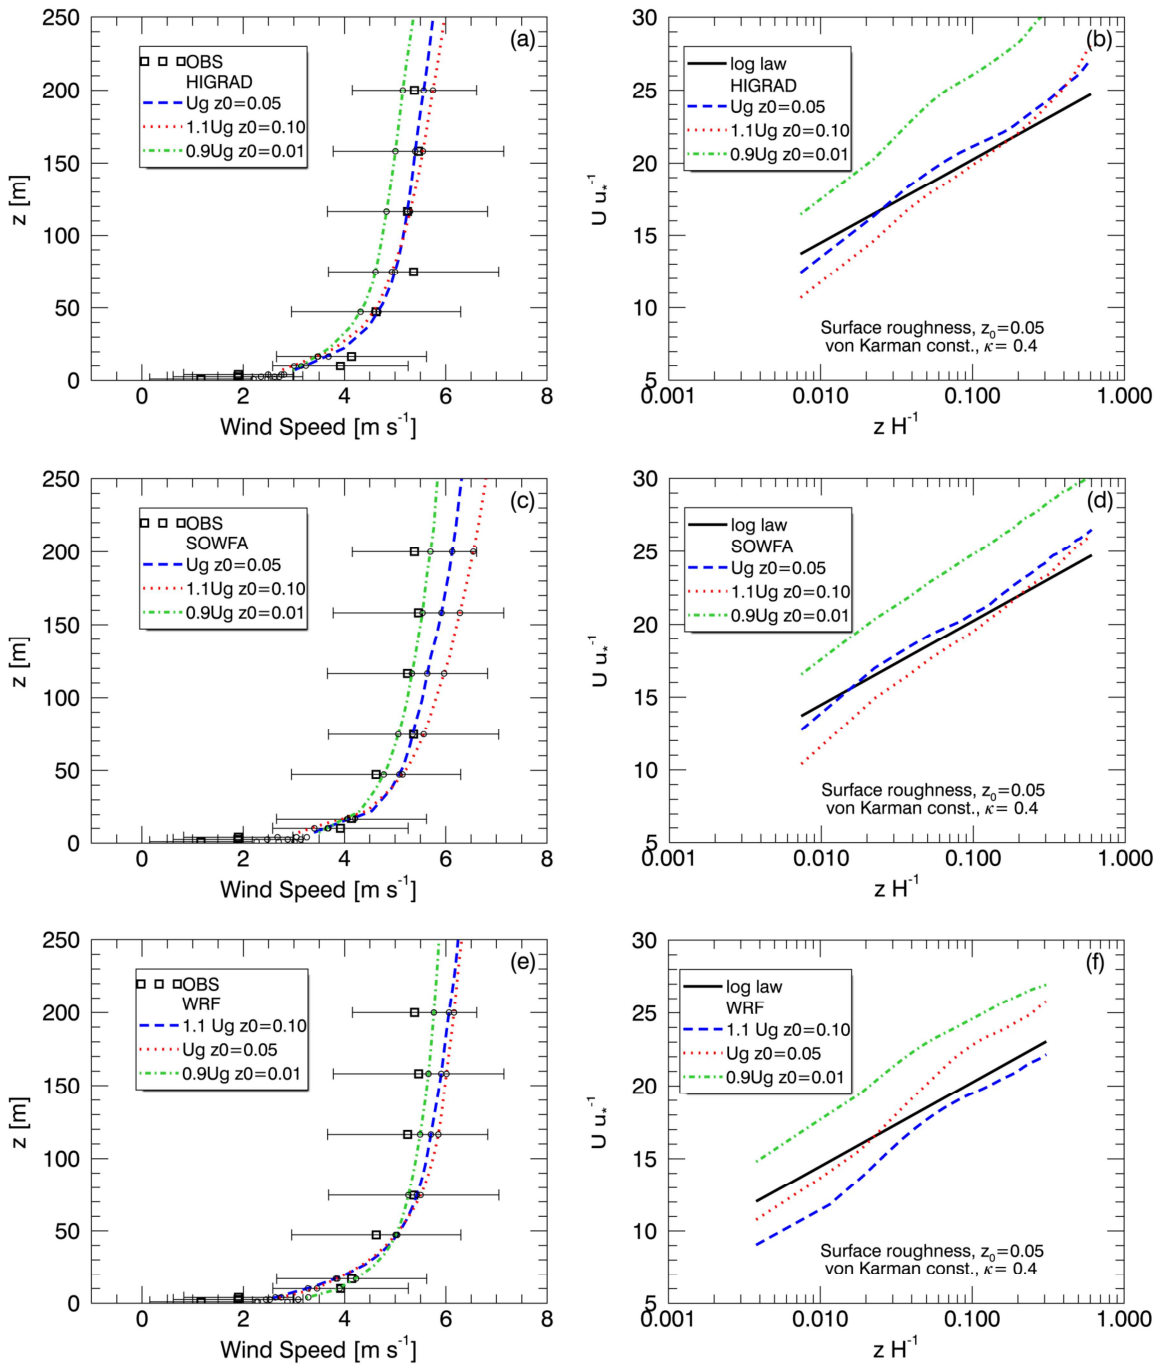 250
200
150
100
50
0
z [m]
(a)
OBS
HIGRAD
Ug z0=0.05
1.1Ug z0=0.10
0.9Ug z0=0.01
0 2 4 6 8
Wind Speed [m s⁻¹]
30
25
20
15
10
5
U u⁎⁻¹
(b)
log law
HIGRAD
Ug z0=0.05
1.1Ug z0=0.10
0.9Ug z0=0.01
Surface roughness, z₀=0.05
von Karman const., κ= 0.4
0.001 0.010 0.100 1.000
z H⁻¹
250
200
150
100
50
0
z [m]
(c)
OBS
SOWFA
Ug z0=0.05
1.1Ug z0=0.10
0.9Ug z0=0.01
0 2 4 6 8
Wind Speed [m s⁻¹]
30
25
20
15
10
5
U u⁎⁻¹
(d)
log law
SOWFA
Ug z0=0.05
1.1Ug z0=0.10
0.9Ug z0=0.01
Surface roughness, z₀=0.05
von Karman const., κ= 0.4
0.001 0.010 0.100 1.000
z H⁻¹
250
200
150
100
50
0
z [m]
(e)
OBS
WRF
1.1 Ug z0=0.10
Ug z0=0.05
0.9Ug z0=0.01
0 2 4 6 8
Wind Speed [m s⁻¹]
30
25
20
15
10
5
U u⁎⁻¹
(f)
log law
WRF
1.1 Ug z0=0.10
Ug z0=0.05
0.9Ug z0=0.01
Surface roughness, z₀=0.05
von Karman const., κ= 0.4
0.001 0.010 0.100 1.000
z H⁻¹